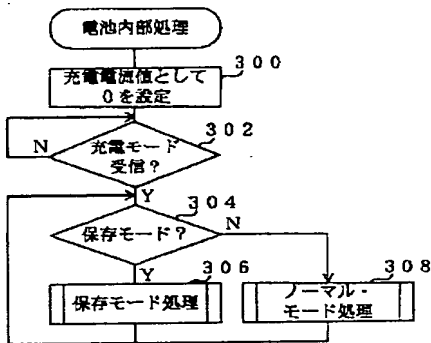 電池内部処理
300
充電電流値として
0を設定
302
充電モード
受信?
N
Y
304
保存モード?
N
Y
306
保存モード処理
308
ノーマル・
モード処理